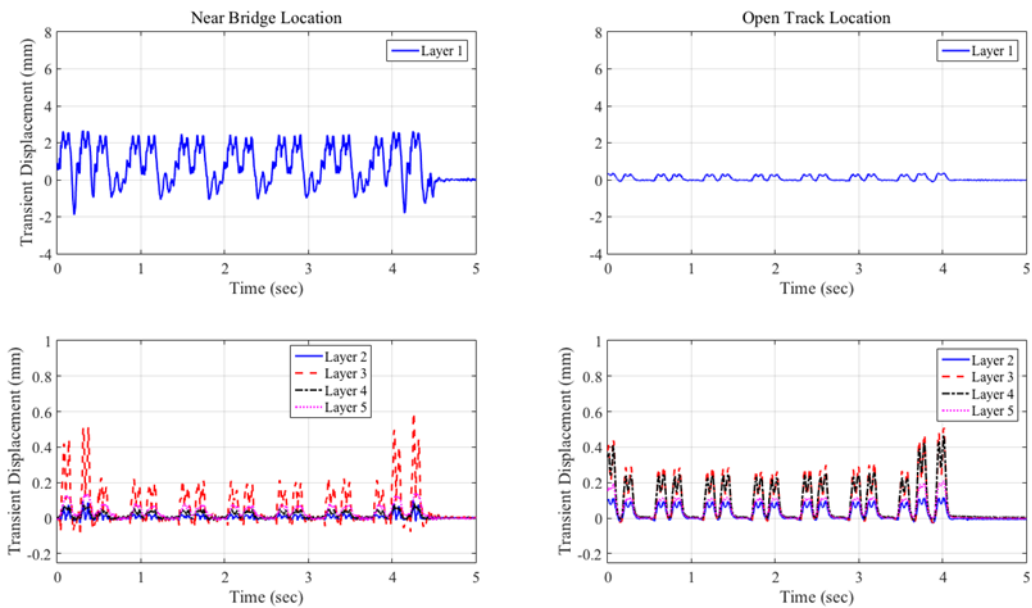 Near Bridge Location
8
6
4
2
0
-2
-4
Transient Displacement (mm)
Layer 1
0 1 2 3 4 5
Time (sec)
Open Track Location
8
6
4
2
0
-2
-4
Transient Displacement (mm)
Layer 1
0 1 2 3 4 5
Time (sec)
1
0.8
0.6
0.4
0.2
0
-0.2
Transient Displacement (mm)
Layer 2
Layer 3
Layer 4
Layer 5
0 1 2 3 4 5
Time (sec)
1
0.8
0.6
0.4
0.2
0
-0.2
Transient Displacement (mm)
Layer 2
Layer 3
Layer 4
Layer 5
0 1 2 3 4 5
Time (sec)